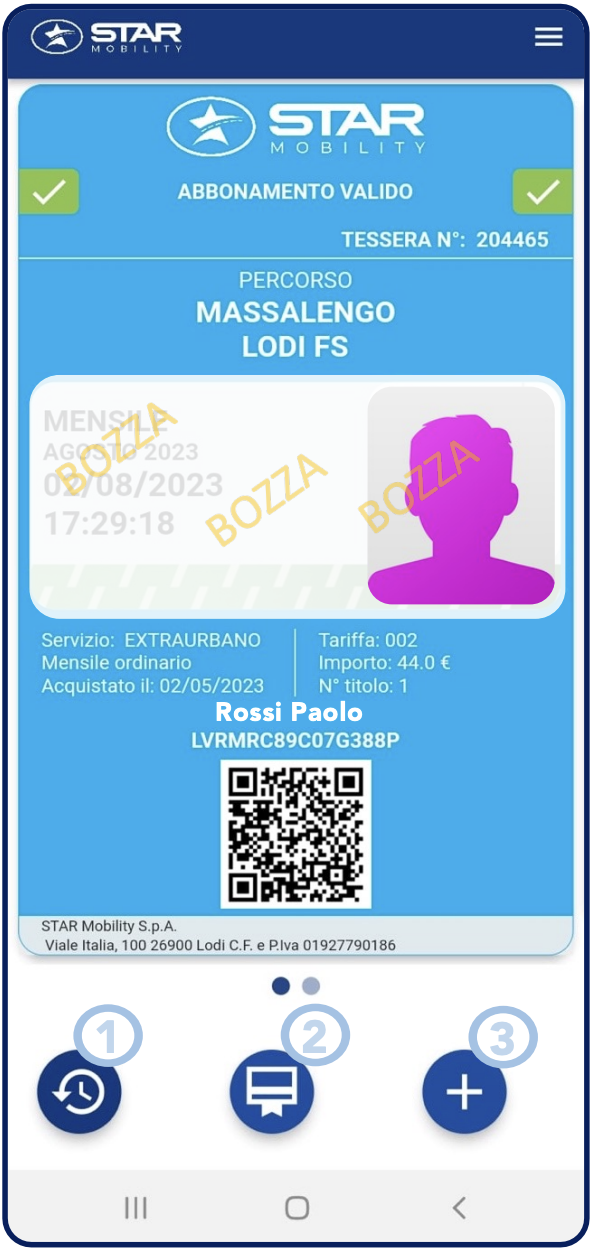 STAR
MOBILITY
STAR
MOBILITY
ABBONAMENTO VALIDO
TESSERA N°: 204465
PERCORSO
MASSALENGO
LODI FS
MENSILE
AGOSTO 2023
02/08/2023
17:29:18
BOZZA
BOZZA
BOZZA
Servizio: EXTRAURBANO
Mensile ordinario
Acquistato il: 02/05/2023
Tariffa: 002
Importo: 44.0 €
N° titolo: 1
Rossi Paolo
LVRMRC89C07G388P
STAR Mobility S.p.A.
Viale Italia, 100 26900 Lodi C.F. e P.Iva 01927790186
1
2
3